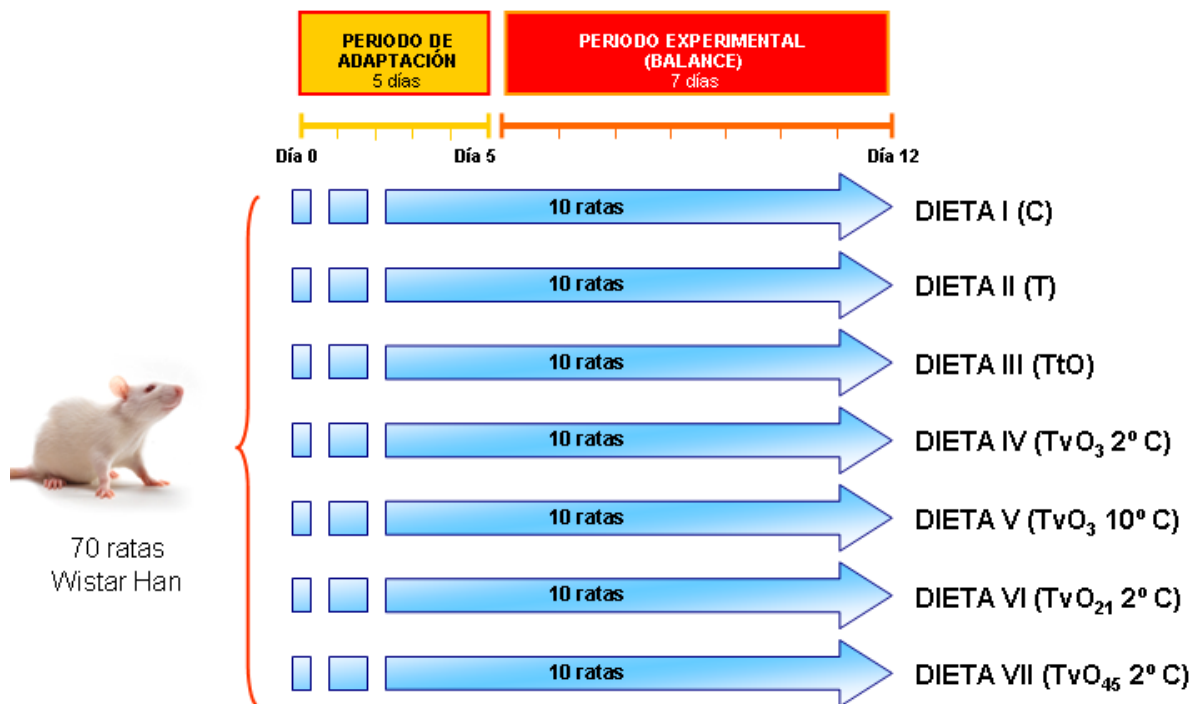 PERIODO DE
ADAPTACIÓN
5 días
PERIODO EXPERIMENTAL
(BALANCE)
7 días
Día 0
Día 5
Día 12
10 ratas
DIETA I (C)
10 ratas
DIETA II (T)
10 ratas
DIETA III (TtO)
10 ratas
DIETA IV (TvO₃ 2º C)
10 ratas
DIETA V (TvO₃ 10º C)
10 ratas
DIETA VI (TvO₂₁ 2º C)
10 ratas
DIETA VII (TvO₄₅ 2º C)
70 ratas
Wistar Han